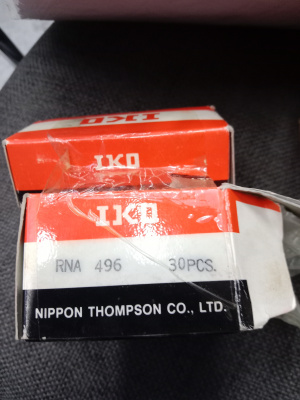 IKO
IKO
IKO
RNA 496 30PCS.
NIPPON THOMPSON CO., LTD.